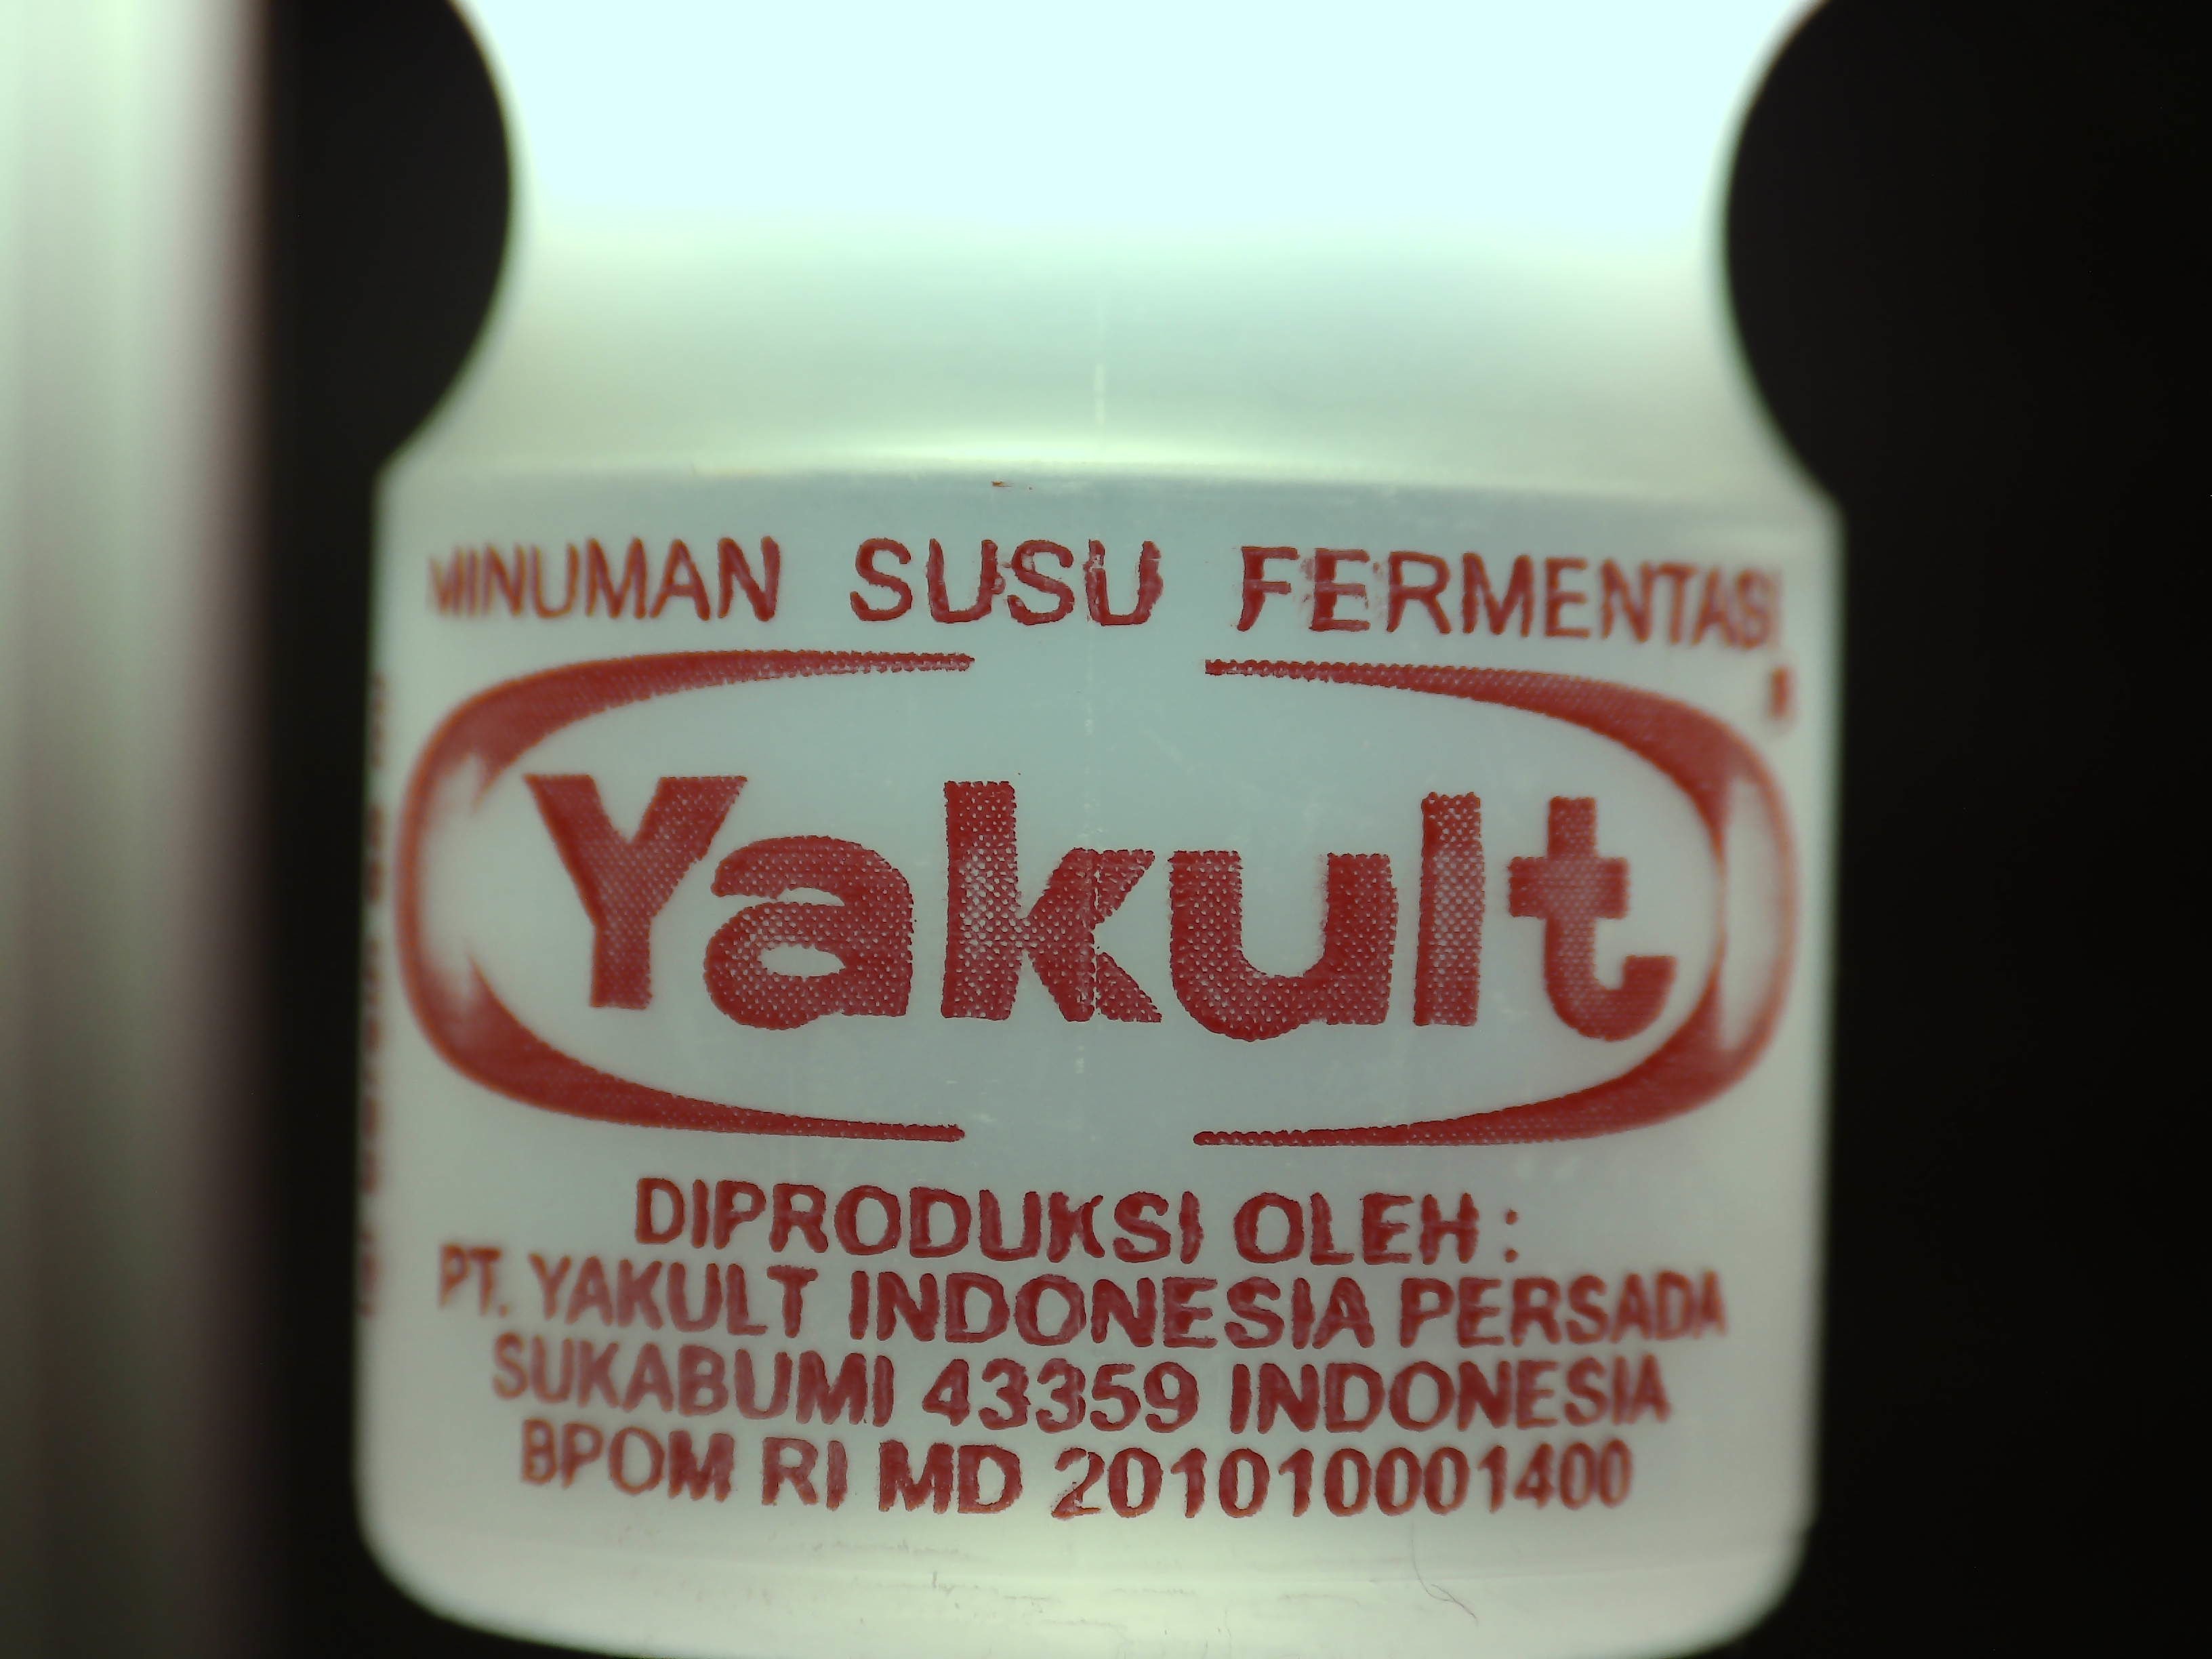 MINUMAN SUSU FERMENTASI
Yakult
DIPRODUKSI OLEH :
PT. YAKULT INDONESIA PERSADA
SUKABUMI 43359 INDONESIA
BPOM RI MD 201010001400